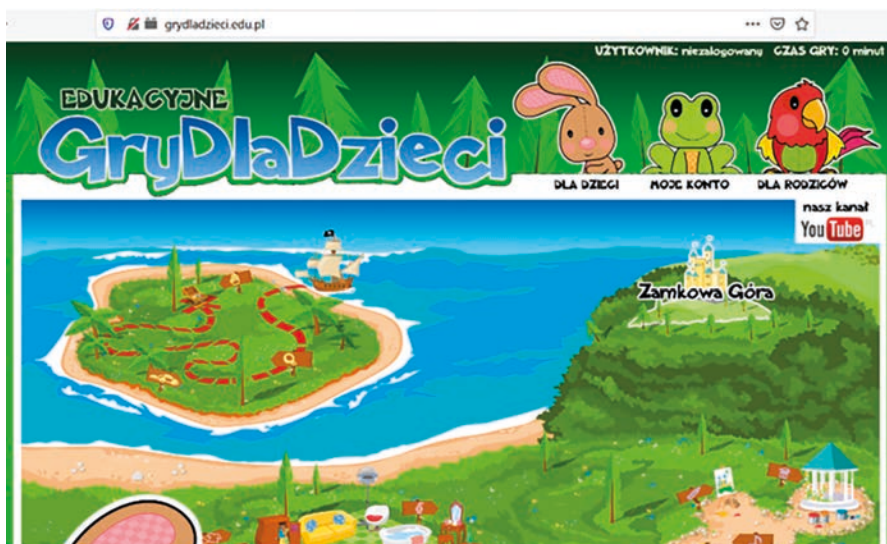 grydladzieci.edu.pl
UŻYTKOWNIK: niezalogowany CZAS GRY: 0 minut
EDUKACYJNE
GryDlaDzieci
DLA DZIECI MOJE KONTO DLA RODZICÓW
nasz kanał
YouTube
Zamkowa Góra